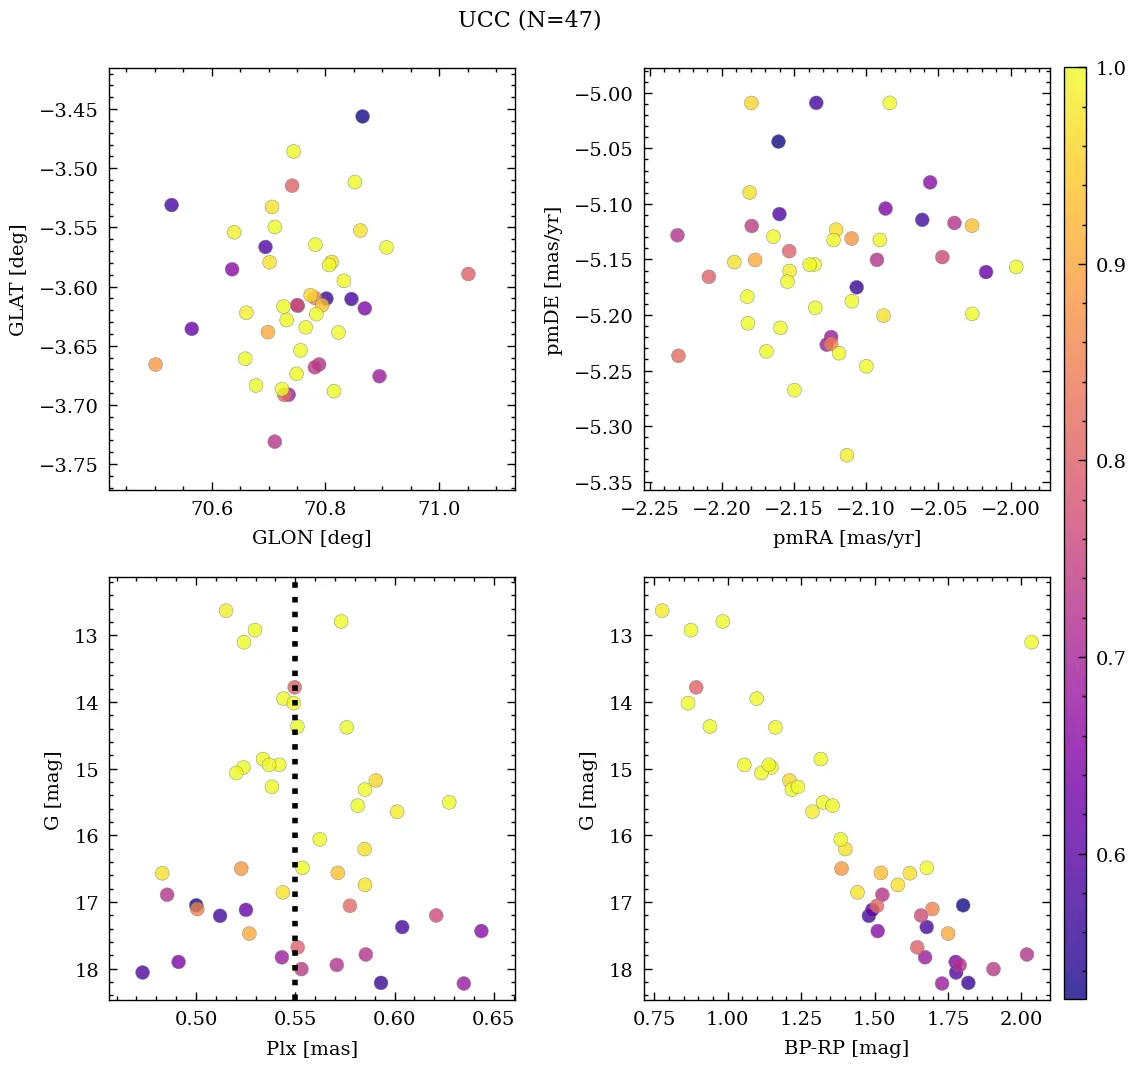 UCC (N=47)
−3.45
−3.50
−3.55
−3.60
−3.65
−3.70
−3.75
GLAT [deg]
70.6 70.8 71.0
GLON [deg]
−5.00
−5.05
−5.10
−5.15
−5.20
−5.25
−5.30
−5.35
pmDE [mas/yr]
−2.25 −2.20 −2.15 −2.10 −2.05 −2.00
pmRA [mas/yr]
13
14
15
16
17
18
G [mag]
0.50 0.55 0.60 0.65
Plx [mas]
13
14
15
16
17
18
G [mag]
0.75 1.00 1.25 1.50 1.75 2.00
BP-RP [mag]
1.0
0.9
0.8
0.7
0.6